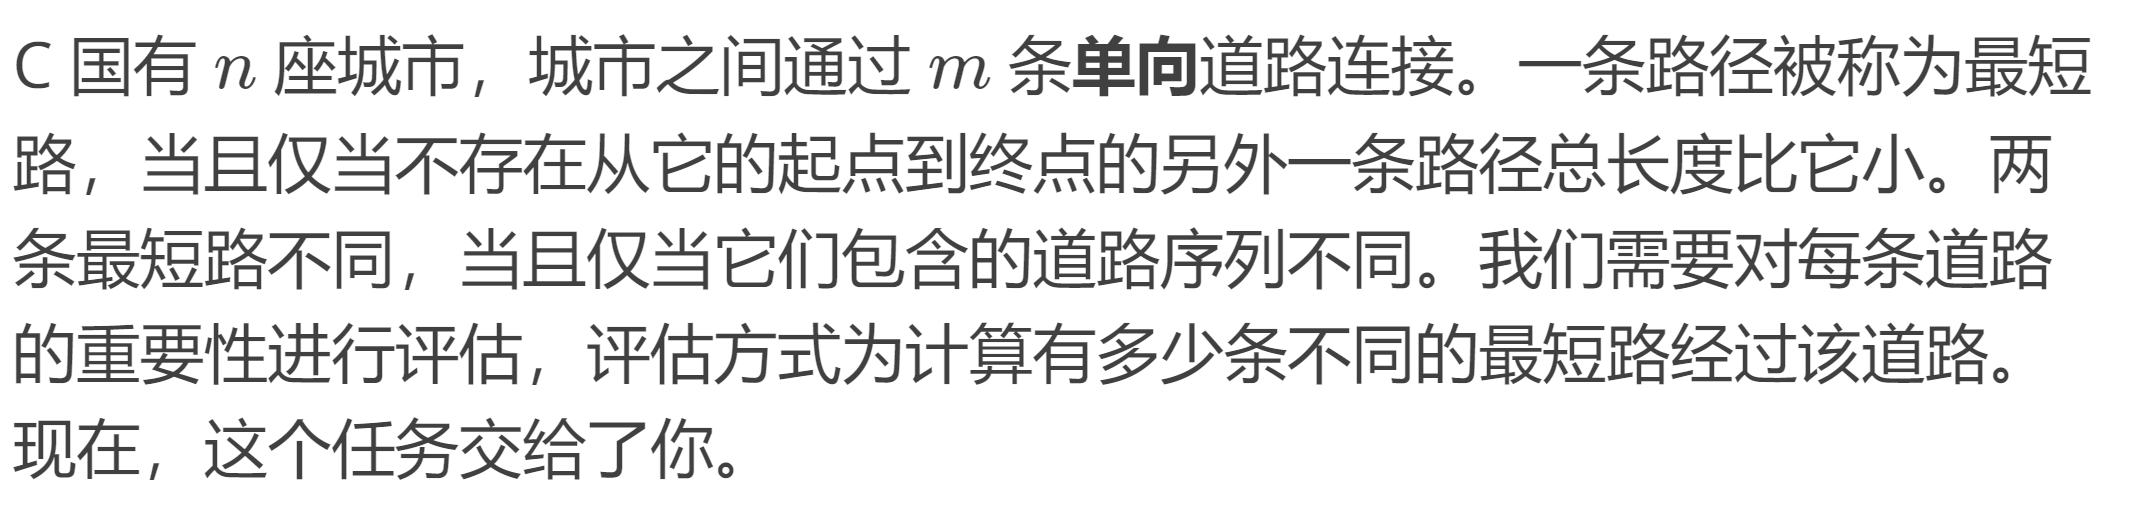 C 国有 n 座城市，城市之间通过 m 条单向道路连接。一条路径被称为最短
路，当且仅当不存在从它的起点到终点的另外一条路径总长度比它小。两
条最短路不同，当且仅当它们包含的道路序列不同。我们需要对每条道路
的重要性进行评估，评估方式为计算有多少条不同的最短路经过该道路。
现在，这个任务交给了你。